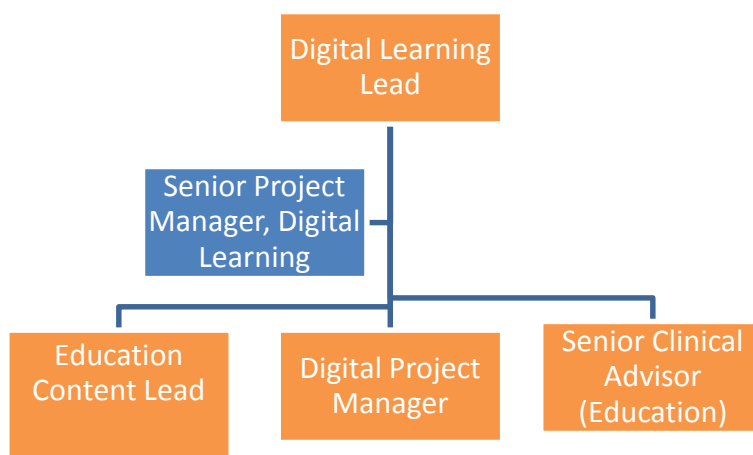 Digital Learning
Lead
Senior Project
Manager, Digital
Learning
Education
Content Lead
Digital Project
Manager
Senior Clinical
Advisor
(Education)